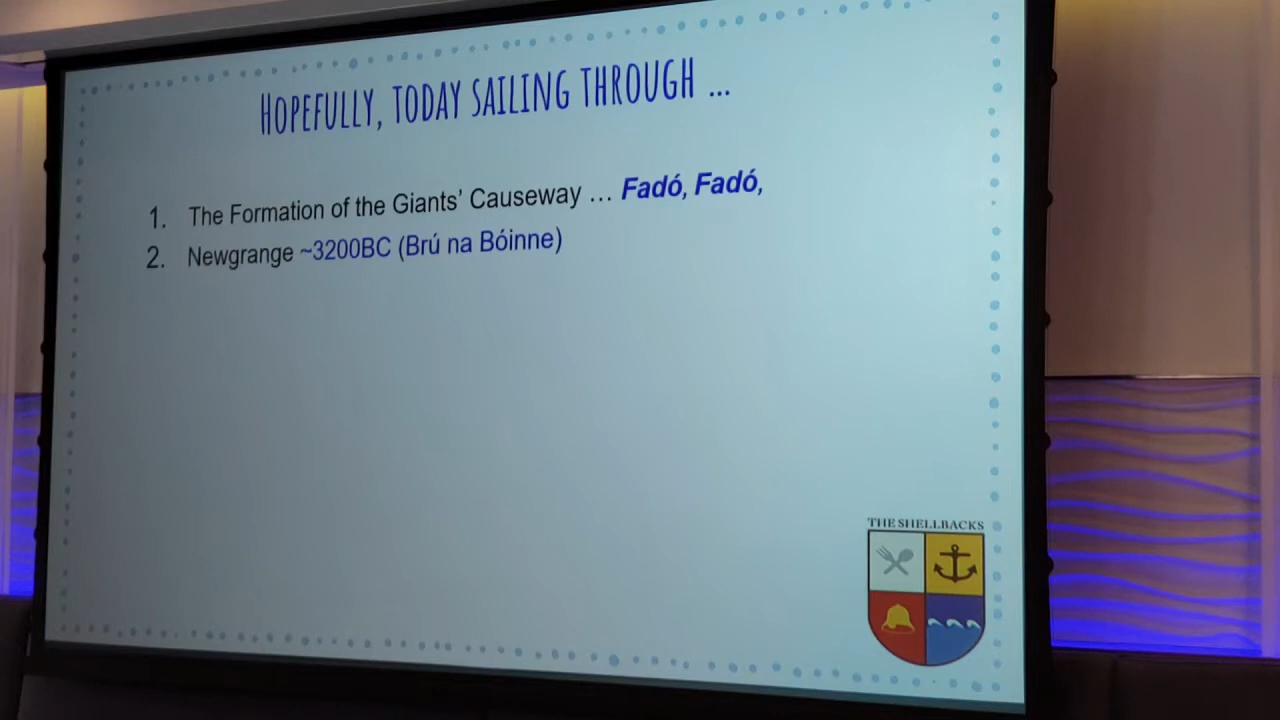 HOPEFULLY, TODAY SAILING THROUGH ...
1. The Formation of the Giants’ Causeway … Fadó, Fadó,
2. Newgrange ~3200BC (Brú na Bóinne)
THE SHELLBACKS